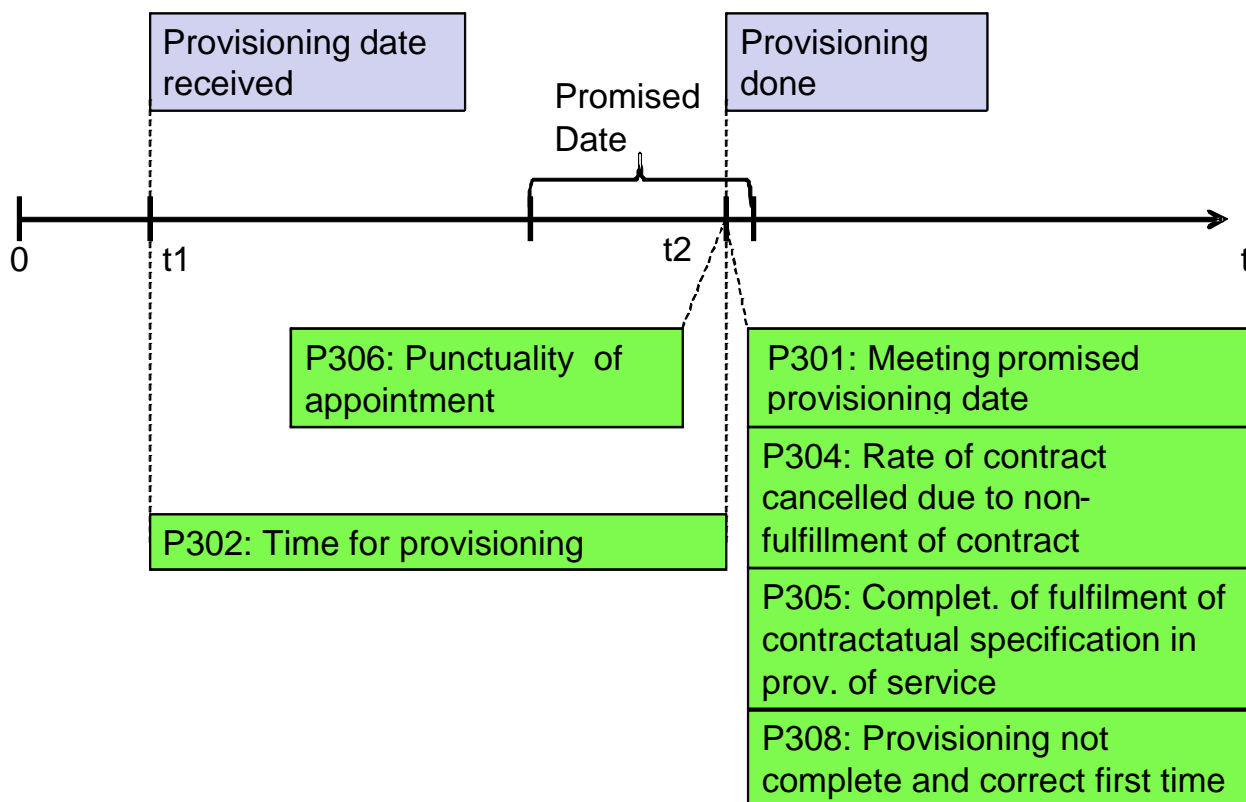 Provisioning date
received
Provisioning
done
Promised
Date
0
t1
t2
t
P306: Punctuality of
appointment
P301: Meeting promised
provisioning date
P304: Rate of contract
cancelled due to non-
fulfillment of contract
P302: Time for provisioning
P305: Complet. of fulfilment of
contractatual specification in
prov. of service
P308: Provisioning not
complete and correct first time